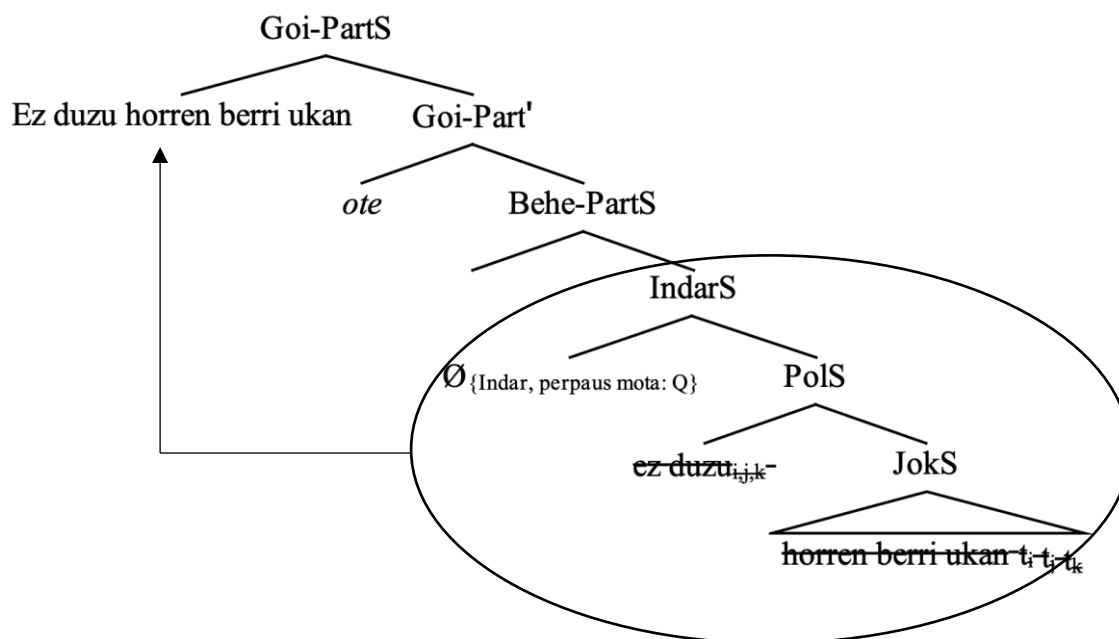 Goi-PartS
Ez duzu horren berri ukan
Goi-Part'
ote
Behe-PartS
IndarS
Ø{Indar, perpaus mota: Q}
PolS
ez duzui,j,k
JokS
horren berri ukan ti tj tk